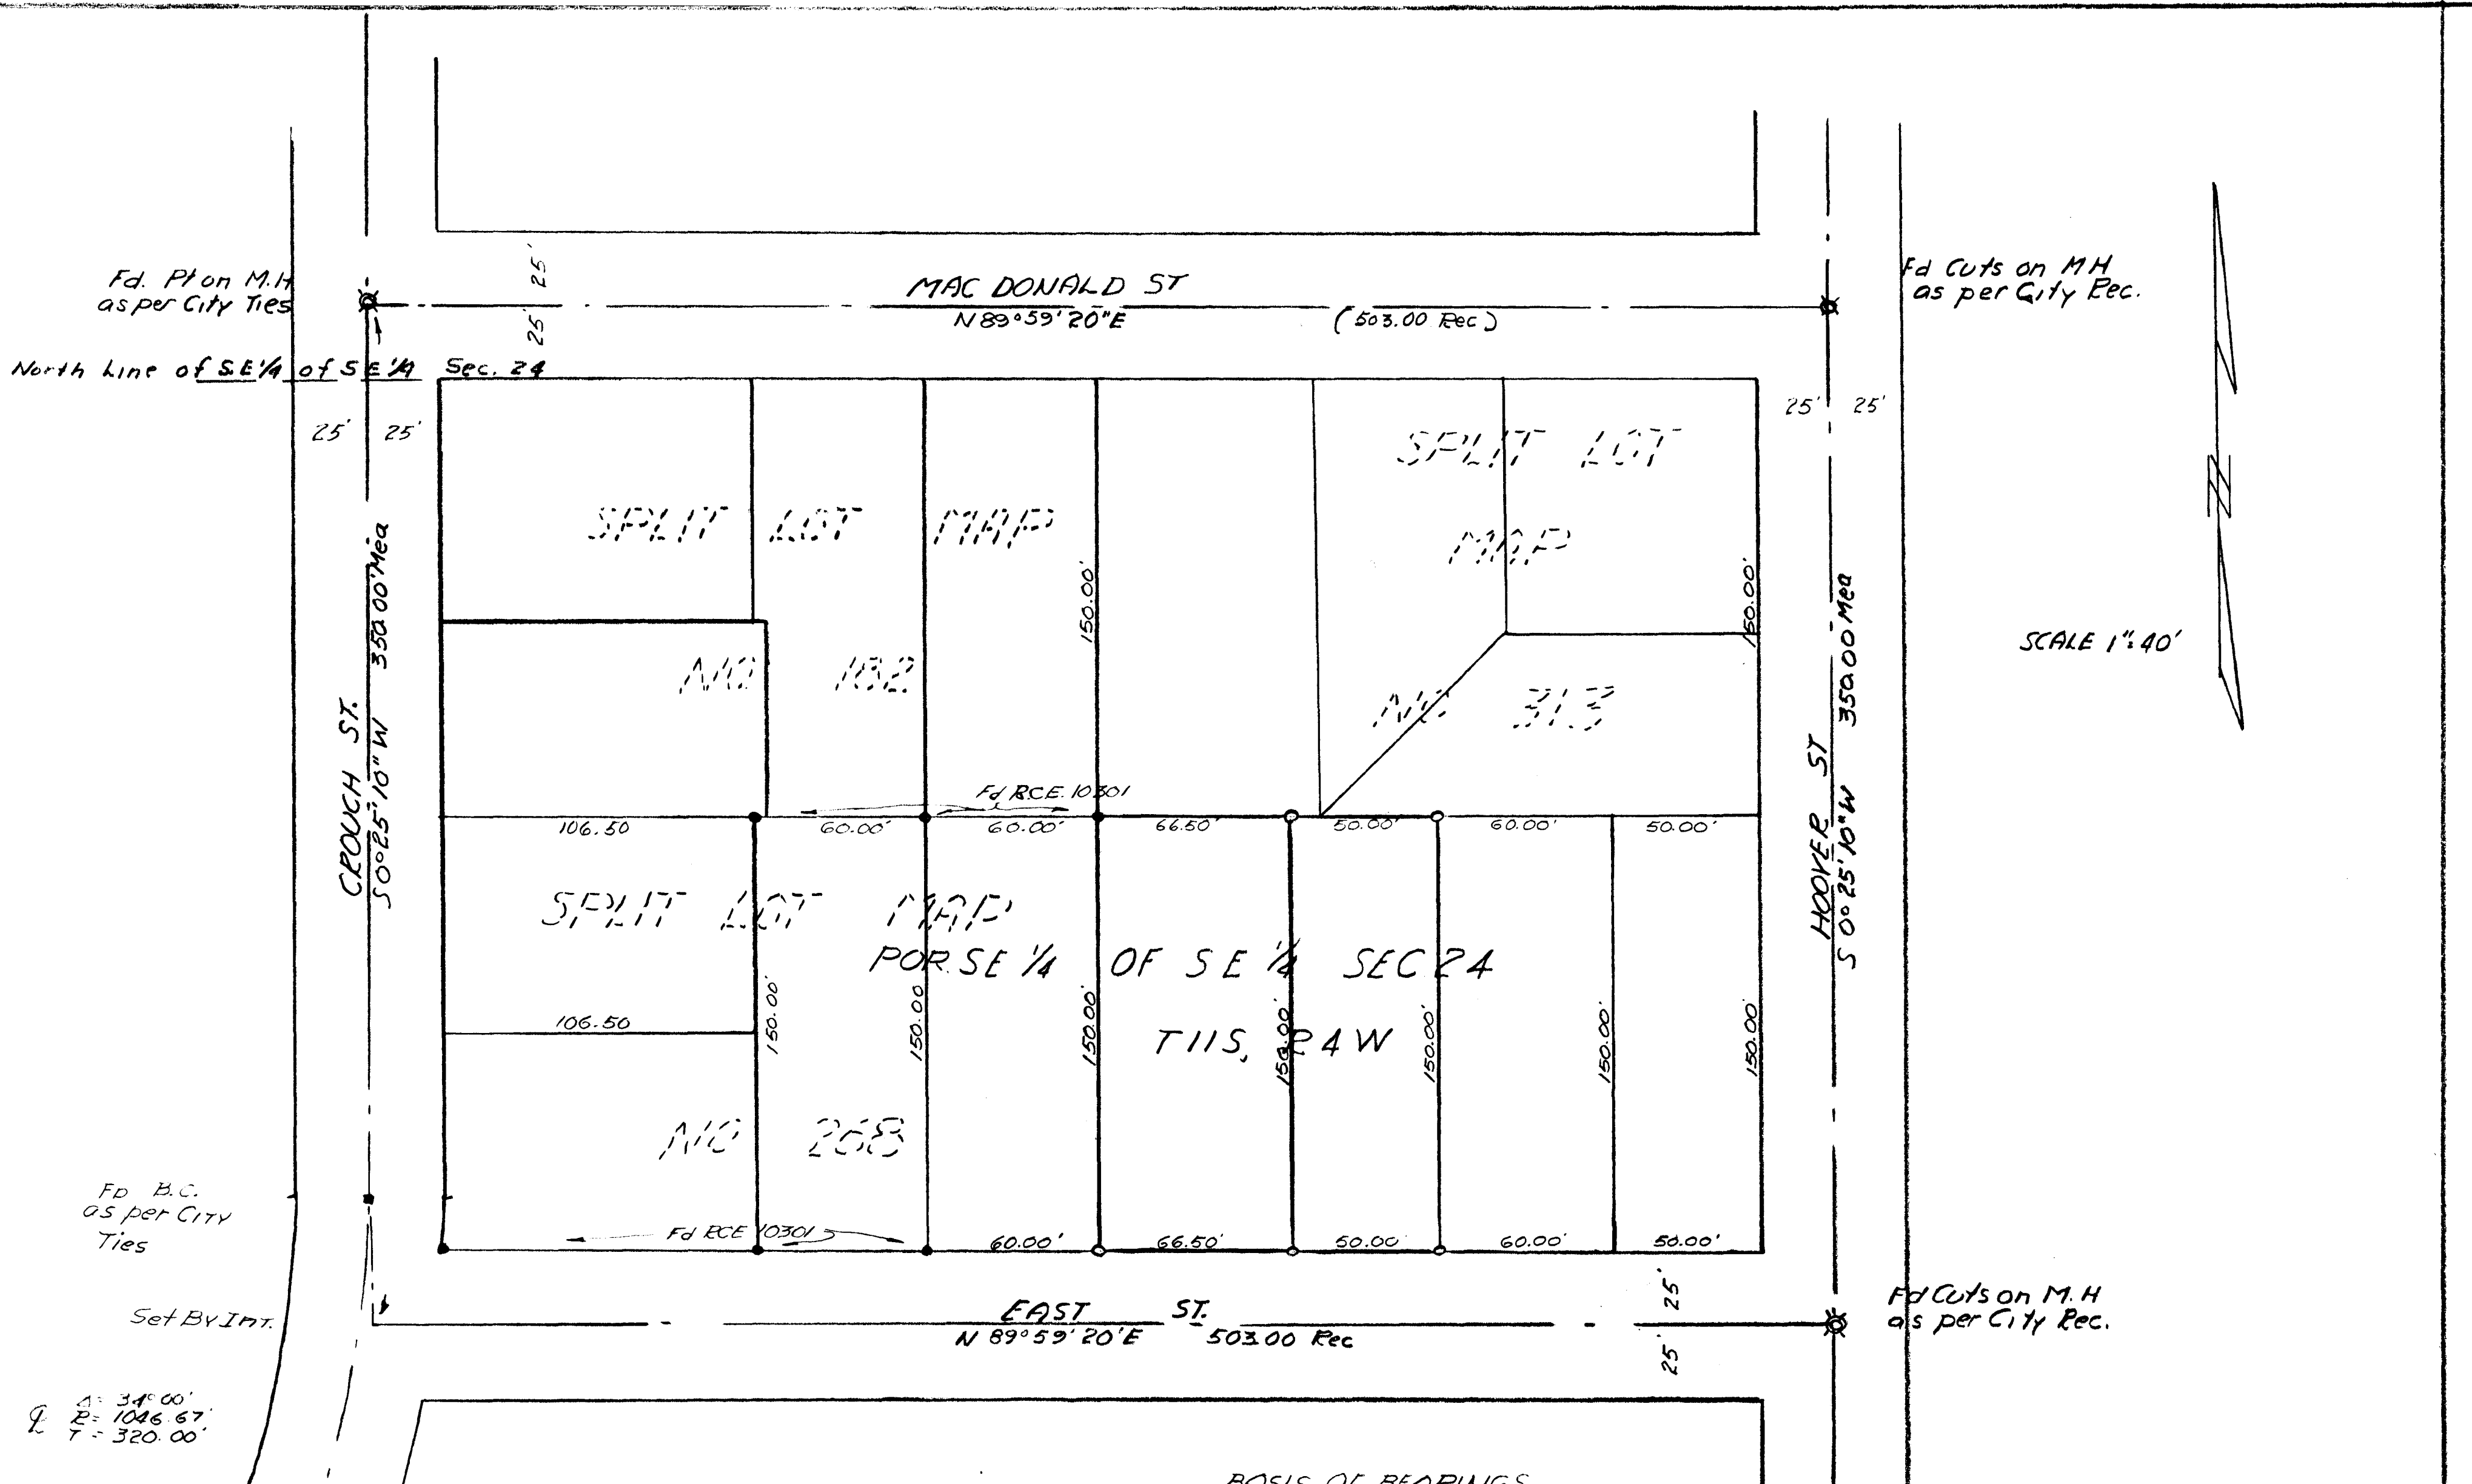 25'
25'
MAC DONALD ST
N 89°59'20"E
(503.00 Rec)
Fd. Pt on M.H
as per City Ties
Fd Cuts on MH
as per City Rec.
North Line of S.E 1/4 of S E 1/4 Sec. 24
25' 25'
25' 25'
SPLIT LOT
MAP
SPLIT LOT MAP
NO 182
NO 313
150.00'
150.00'
SCALE 1":40'
N
CROUCH ST.
S 0°25'10" W 350.00' Mea
HOOVER ST
S 0°25'10" W 350.00 Mea
Fd R.C.E. 10301
106.50 60.00' 60.00' 66.50' 50.00' 60.00' 50.00'
SPLIT LOT MAP
POR. SE 1/4 OF S E 1/4 SEC 24
T11S, R4W
106.50
150.00' 150.00 150.00' 150.00' 150.00' 150.00' 150.00'
NO 268
Fd B.C.
as per City
Ties
Fd RCE 10301
60.00' 66.50' 50.00 60.00' 50.00'
Set By Int.
EAST ST.
N 89°59'20'E 503.00 Rec
25'
25'
Fd Cuts on M.H
as per City Rec.
℄ Δ= 34°00'
R= 1046.67'
T= 320.00'
BASIS OF BEARINGS